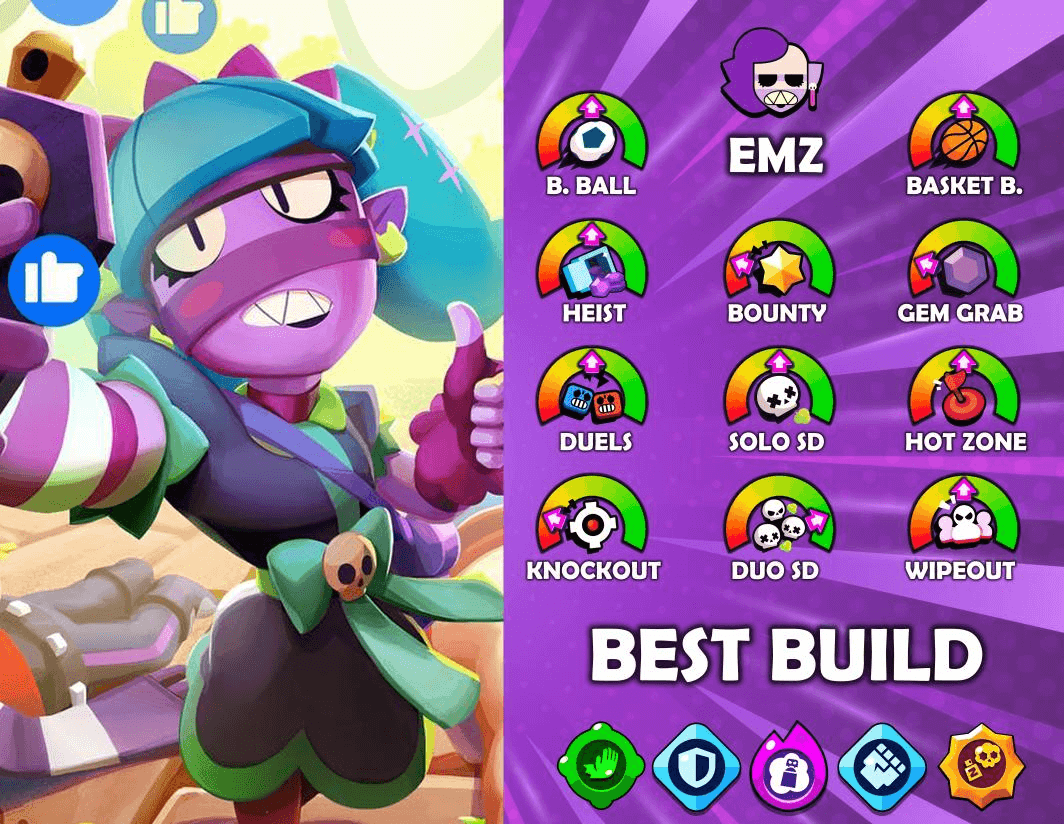 EMZ
B. BALL
BASKET B.
HEIST
BOUNTY
GEM GRAB
DUELS
SOLO SD
HOT ZONE
KNOCKOUT
DUO SD
WIPEOUT
BEST BUILD